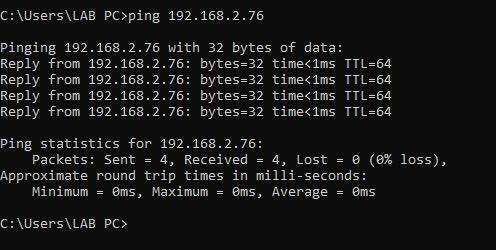 C:\Users\LAB PC>ping 192.168.2.76
Pinging 192.168.2.76 with 32 bytes of data:
Reply from 192.168.2.76: bytes=32 time<1ms TTL=64
Reply from 192.168.2.76: bytes=32 time<1ms TTL=64
Reply from 192.168.2.76: bytes=32 time<1ms TTL=64
Reply from 192.168.2.76: bytes=32 time<1ms TTL=64
Ping statistics for 192.168.2.76:
    Packets: Sent = 4, Received = 4, Lost = 0 (0% loss),
Approximate round trip times in milli-seconds:
    Minimum = 0ms, Maximum = 0ms, Average = 0ms
C:\Users\LAB PC>